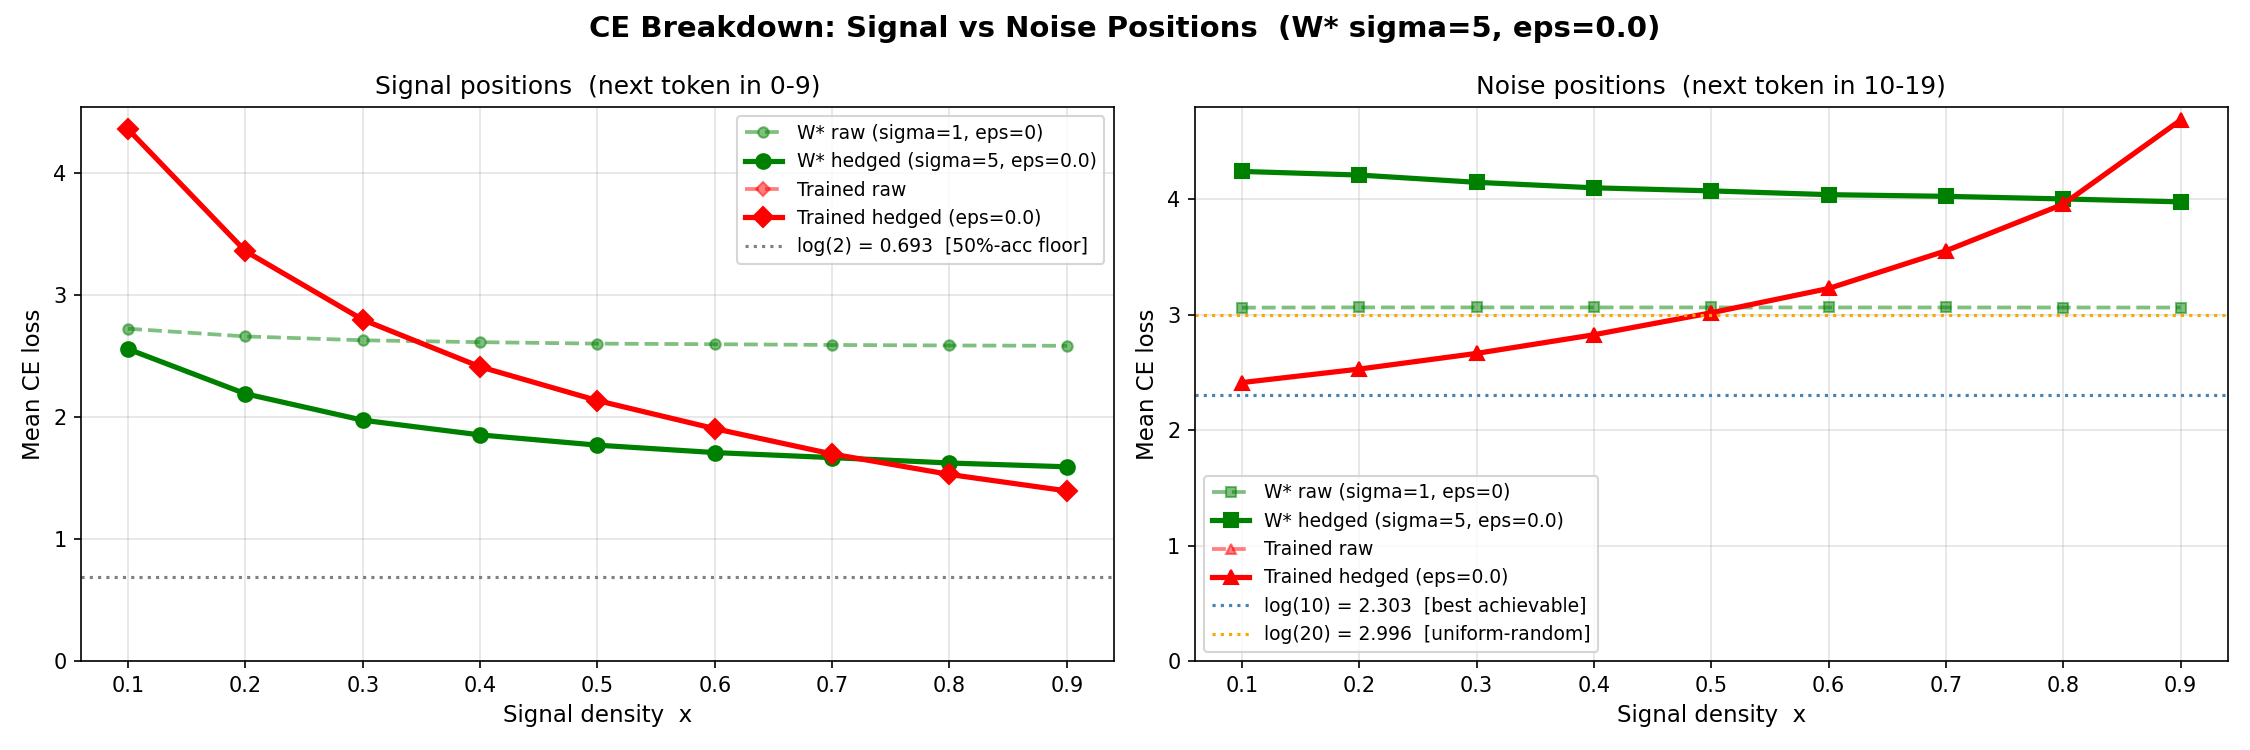 CE Breakdown: Signal vs Noise Positions  (W* sigma=5, eps=0.0)
Signal positions  (next token in 0-9)
Mean CE loss
4
3
2
1
0
W* raw (sigma=1, eps=0)
W* hedged (sigma=5, eps=0.0)
Trained raw
Trained hedged (eps=0.0)
log(2) = 0.693  [50%-acc floor]
0.1 0.2 0.3 0.4 0.5 0.6 0.7 0.8 0.9
Signal density  x
Noise positions  (next token in 10-19)
Mean CE loss
4
3
2
1
0
W* raw (sigma=1, eps=0)
W* hedged (sigma=5, eps=0.0)
Trained raw
Trained hedged (eps=0.0)
log(10) = 2.303  [best achievable]
log(20) = 2.996  [uniform-random]
0.1 0.2 0.3 0.4 0.5 0.6 0.7 0.8 0.9
Signal density  x